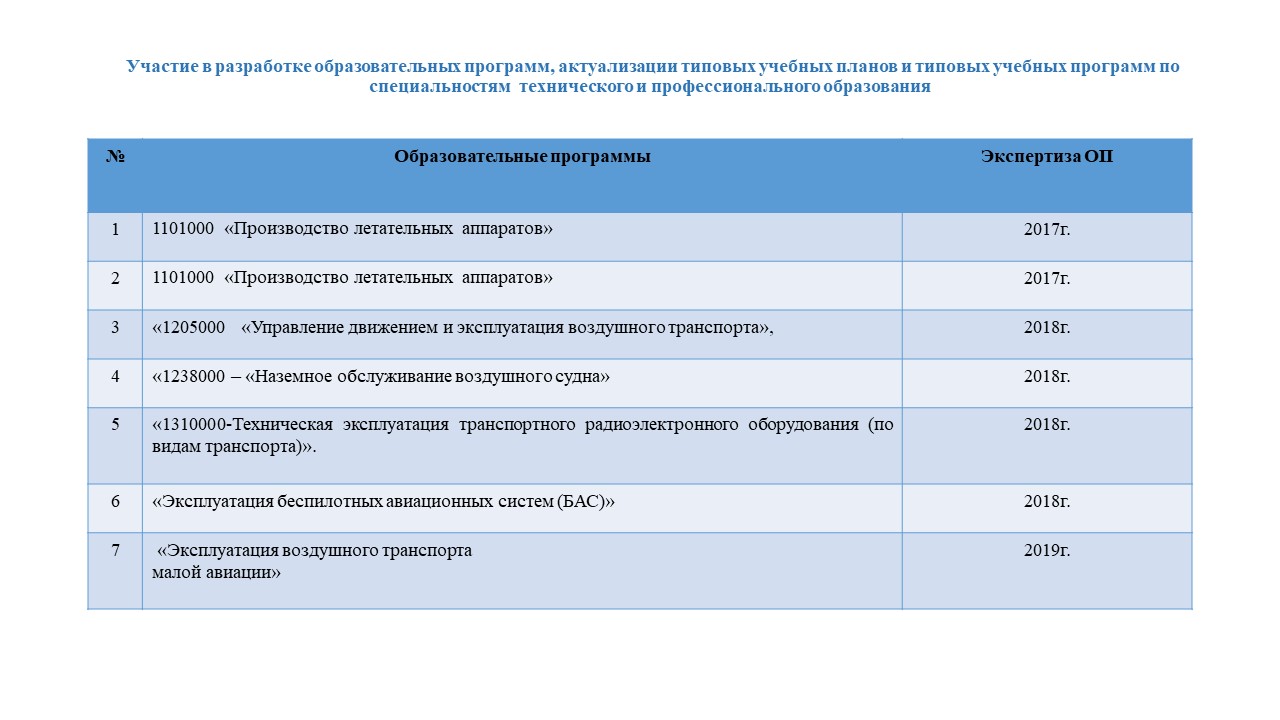 Участие в разработке образовательных программ, актуализации типовых учебных планов и типовых учебных программ по
специальностям технического и профессионального образования
№ Образовательные программы Экспертиза ОП
1 1101000 «Производство летательных аппаратов» 2017г.
2 1101000 «Производство летательных аппаратов» 2017г.
3 «1205000 «Управление движением и эксплуатация воздушного транспорта», 2018г.
4 «1238000 – «Наземное обслуживание воздушного судна» 2018г.
5 «1310000-Техническая эксплуатация транспортного радиоэлектронного оборудования (по 2018г.
видам транспорта)».
6 «Эксплуатация беспилотных авиационных систем (БАС)» 2018г.
7 «Эксплуатация воздушного транспорта 2019г.
малой авиации»